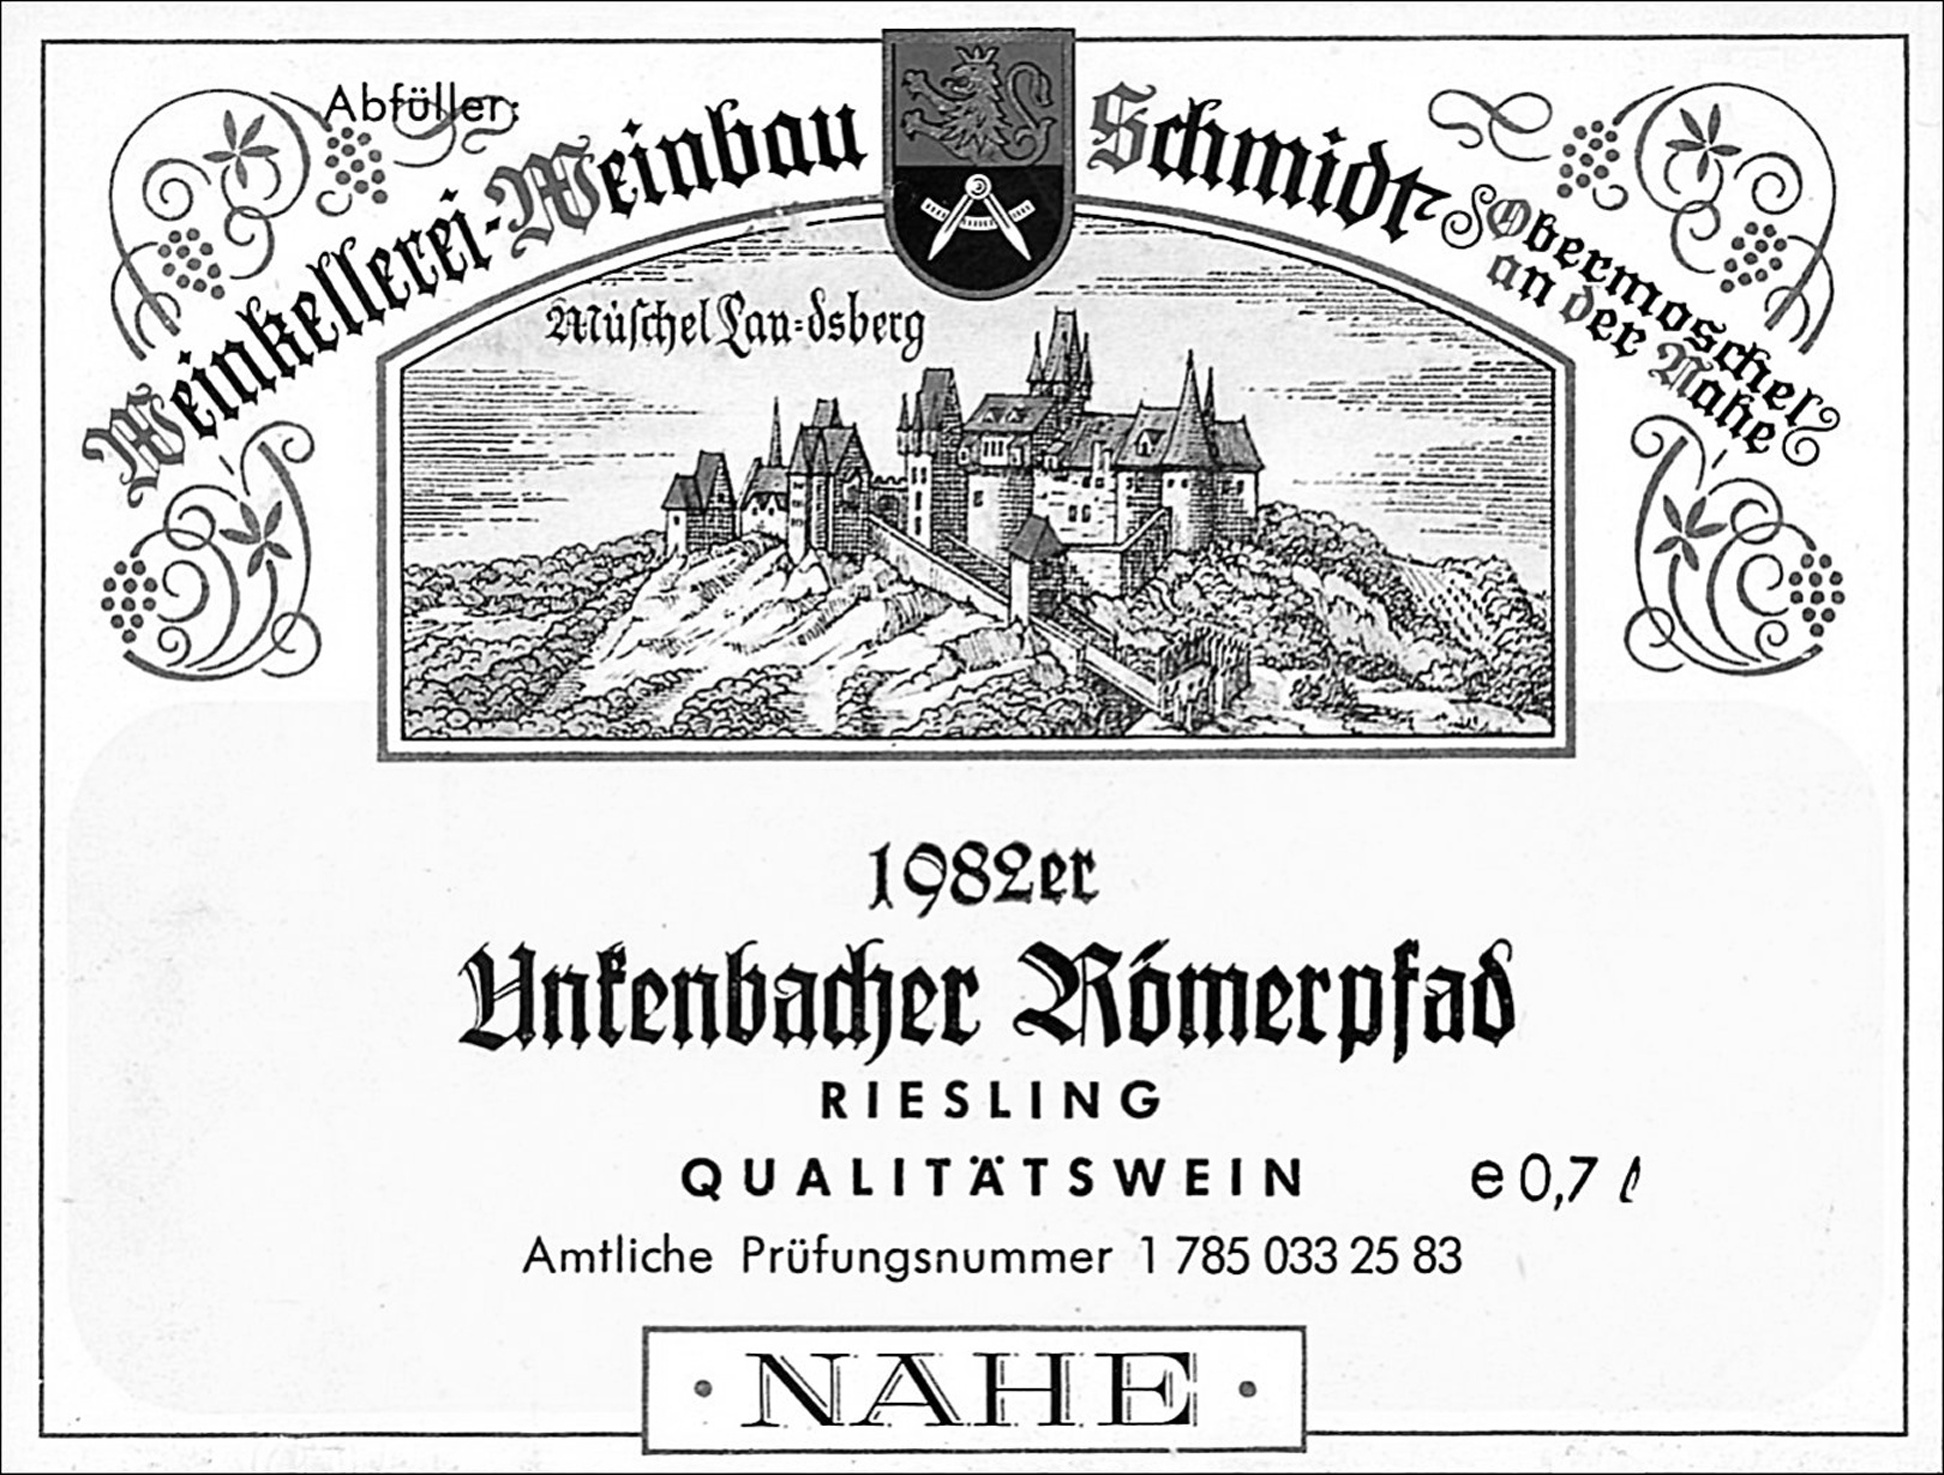 Abfüller:
Weinkellerei-Weinbau Schmidt
Obermoschel
an der Nahe
Müschel Lan=dsberg
1982er
Unkenbacher Römerpfad
RIESLING
QUALITÄTSWEIN e 0,7 l
Amtliche Prüfungsnummer 1 785 033 25 83
• NAHE •